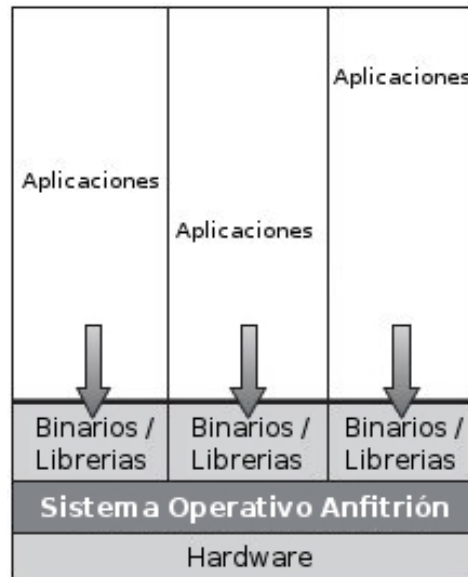 Aplicaciones
Aplicaciones
Aplicaciones
Binarios /
Librerias
Binarios /
Librerias
Binarios /
Librerias
Sistema Operativo Anfitrión
Hardware